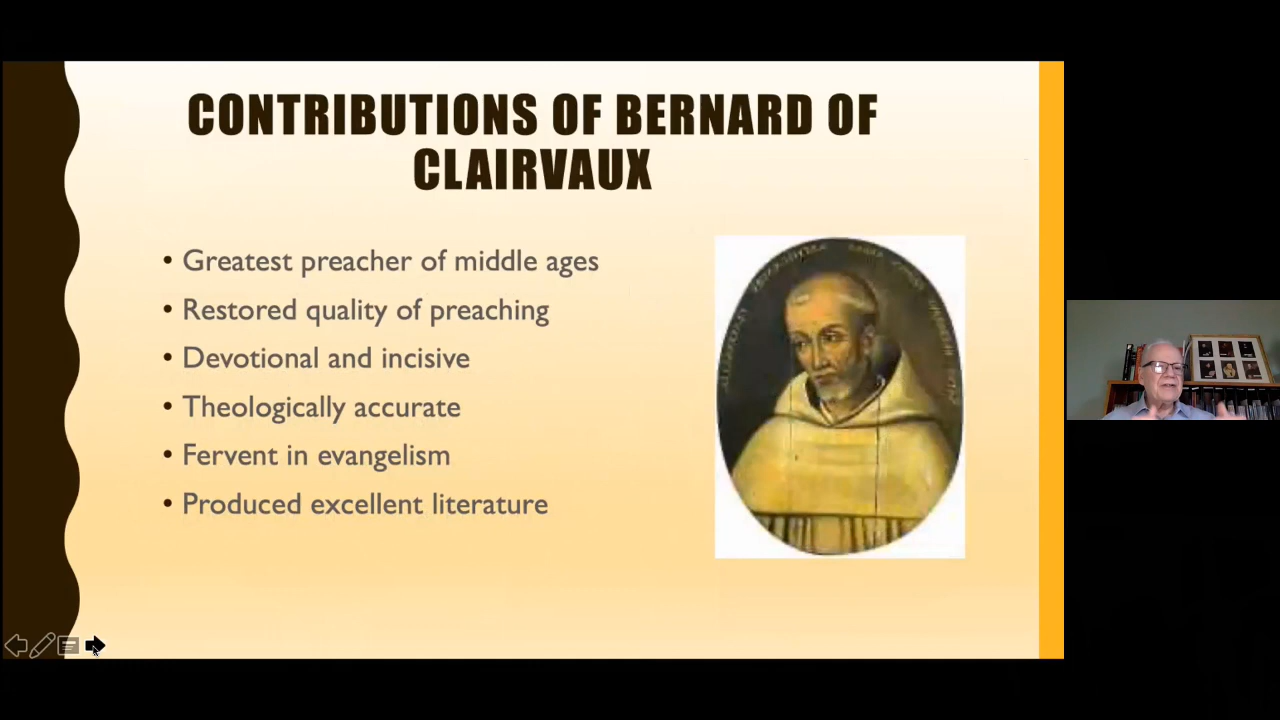 CONTRIBUTIONS OF BERNARD OF
CLAIRVAUX
• Greatest preacher of middle ages
• Restored quality of preaching
• Devotional and incisive
• Theologically accurate
• Fervent in evangelism
• Produced excellent literature